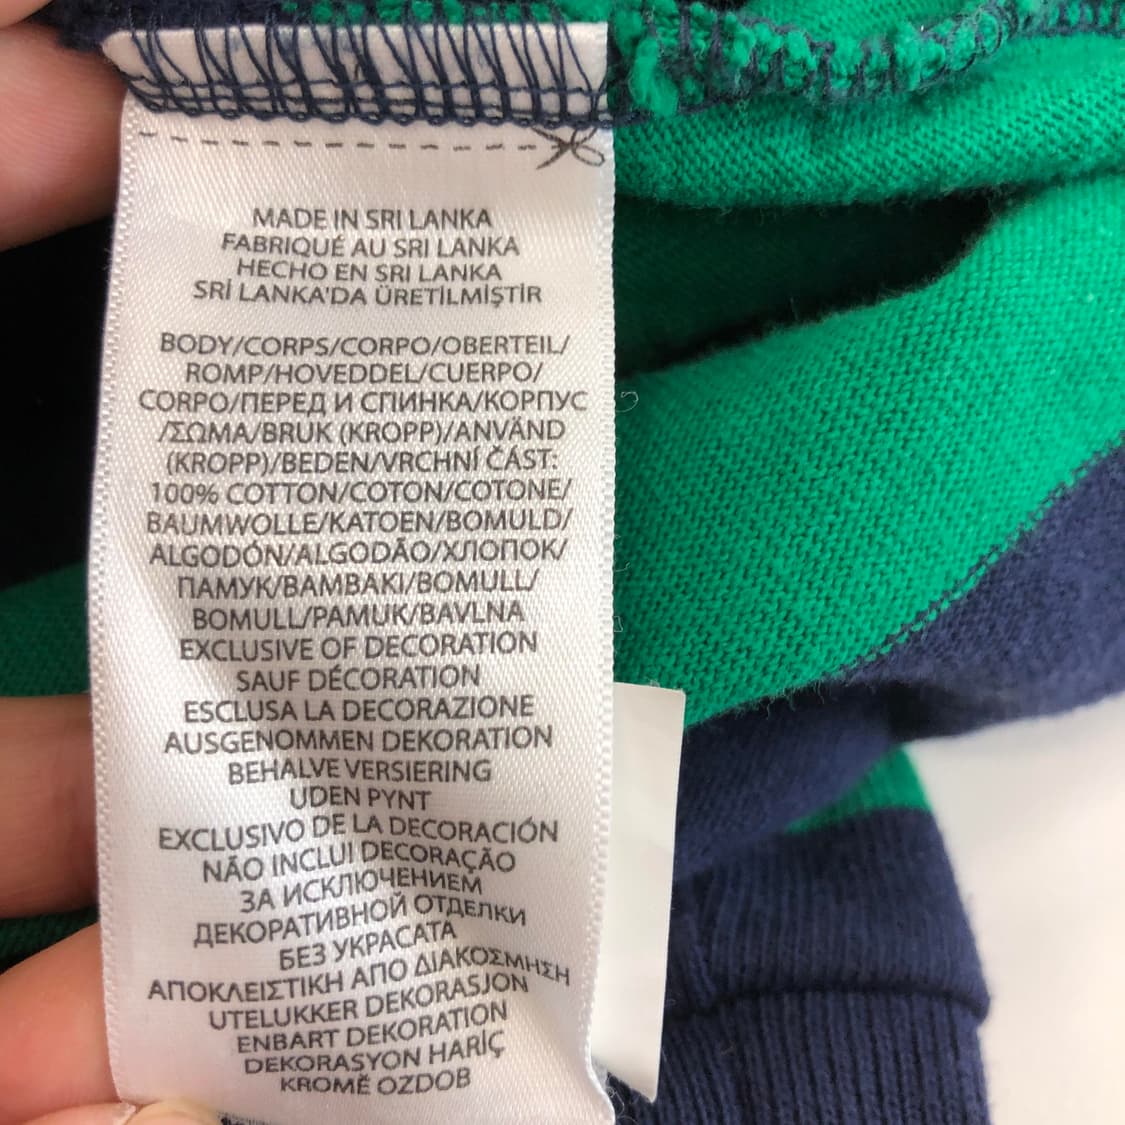 MADE IN SRI LANKA
FABRIQUÉ AU SRI LANKA
HECHO EN SRI LANKA
SRİ LANKA'DA ÜRETİLMİŞTİR
BODY/CORPS/CORPO/OBERTEIL/
ROMP/HOVEDDEL/CUERPO/
CORPO/ПЕРЕД И СПИНКА/КОРПУС
/ΣΩΜΑ/BRUK (KROPP)/ANVÄND
(KROPP)/BEDEN/VRCHNÍ ČÁST:
100% COTTON/COTON/COTONE/
BAUMWOLLE/KATOEN/BOMULD/
ALGODÓN/ALGODÃO/ХЛОПОК/
ПАМУК/ΒΑΜΒΑΚΙ/BOMULL/
BOMULL/PAMUK/BAVLNA
EXCLUSIVE OF DECORATION
SAUF DÉCORATION
ESCLUSA LA DECORAZIONE
AUSGENOMMEN DEKORATION
BEHALVE VERSIERING
UDEN PYNT
EXCLUSIVO DE LA DECORACIÓN
NÃO INCLUI DECORAÇÃO
ЗА ИСКЛЮЧЕНИЕМ
ДЕКОРАТИВНОЙ ОТДЕЛКИ
БЕЗ УКРАСАТА
ΑΠΟΚΛΕΙΣΤΙΚΗ ΑΠΟ ΔΙΑΚΟΣΜΗΣΗ
UTELUKKER DEKORASJON
ENBART DEKORATION
DEKORASYON HARİÇ
KROMĚ OZDOB